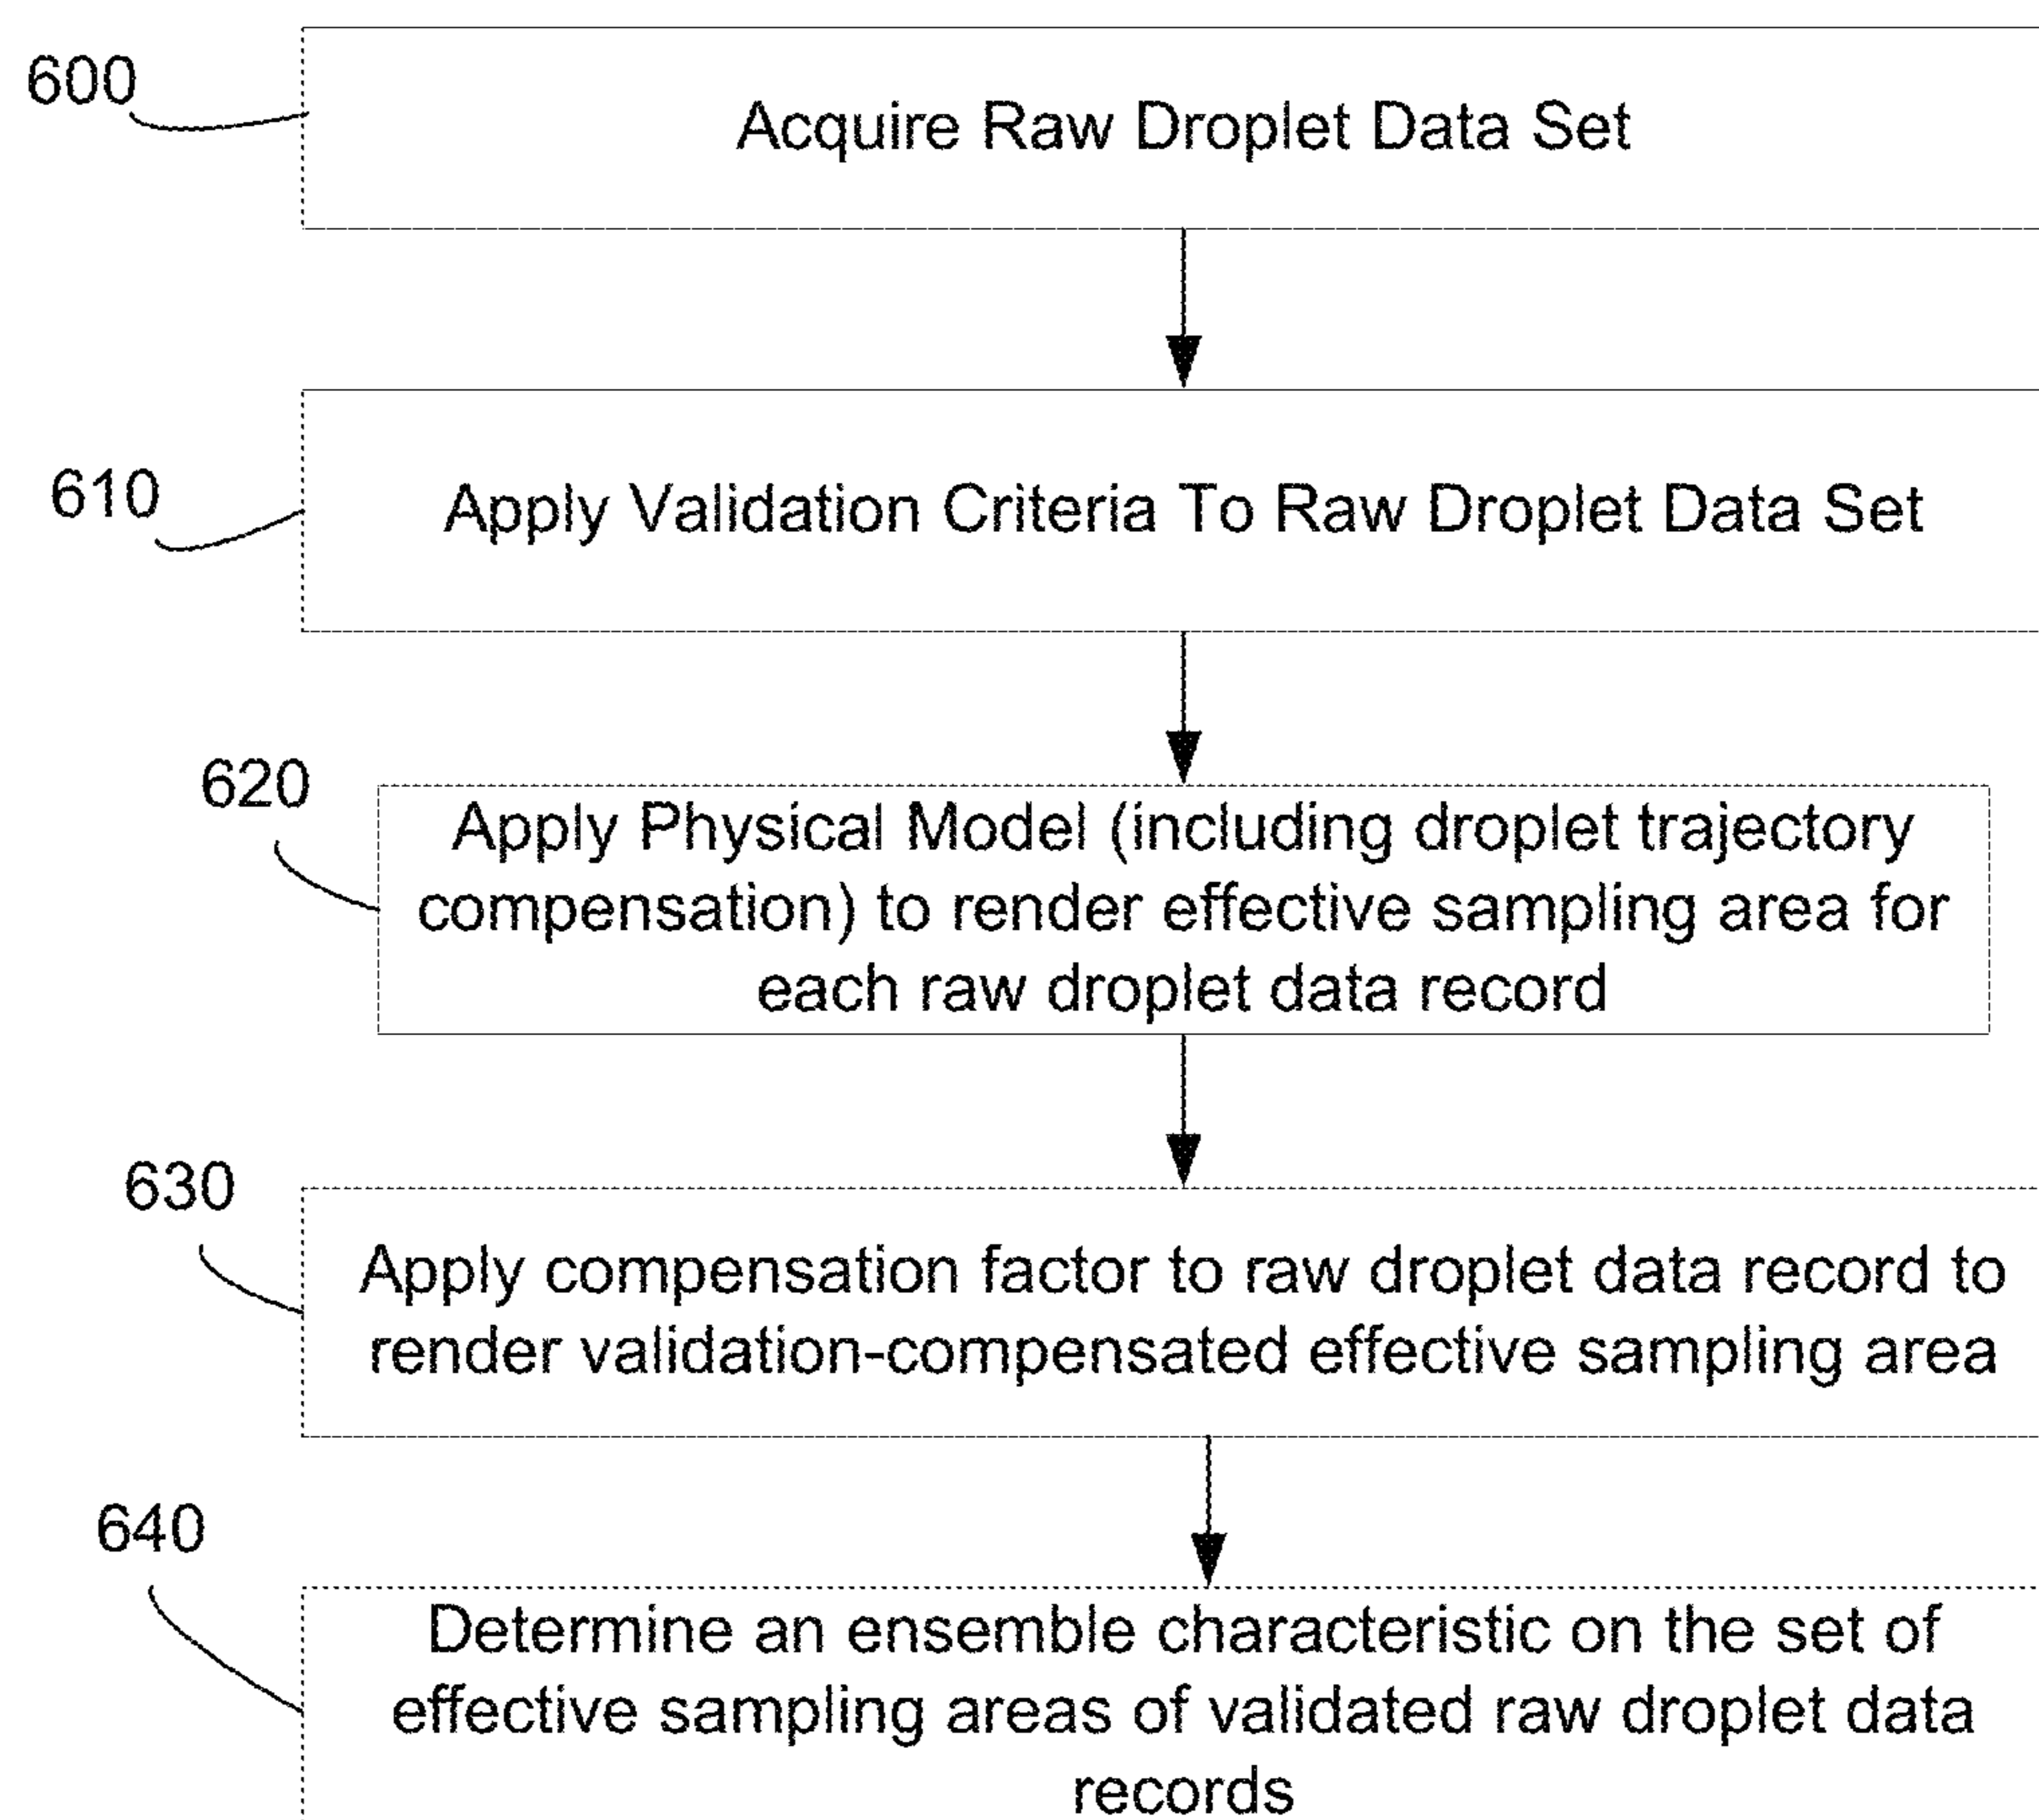 600
Acquire Raw Droplet Data Set
610
Apply Validation Criteria To Raw Droplet Data Set
620
Apply Physical Model (including droplet trajectory
compensation) to render effective sampling area for
each raw droplet data record
630
Apply compensation factor to raw droplet data record to
render validation-compensated effective sampling area
640
Determine an ensemble characteristic on the set of
effective sampling areas of validated raw droplet data
records